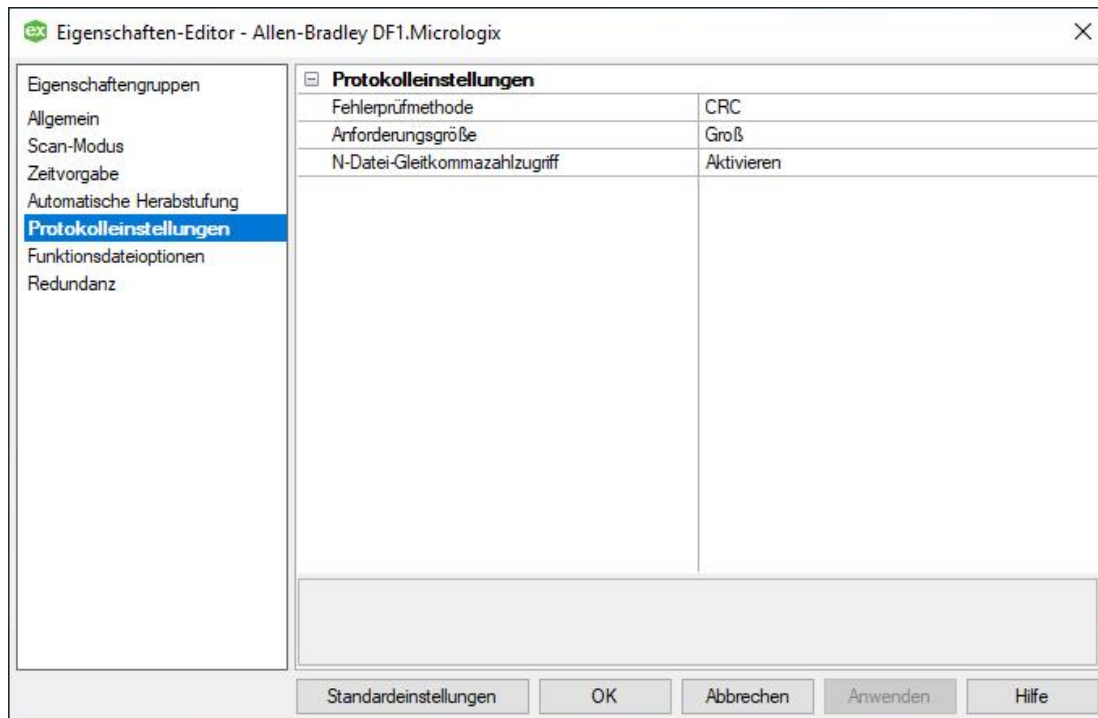 ex Eigenschaften-Editor - Allen-Bradley DF1.Micrologix
Eigenschaftengruppen
Allgemein
Scan-Modus
Zeitvorgabe
Automatische Herabstufung
Protokolleinstellungen
Funktionsdateioptionen
Redundanz
Protokolleinstellungen
Fehlerprüfmethode CRC
Anforderungsgröße Groß
N-Datei-Gleitkommazahlzugriff Aktivieren
Standardeinstellungen OK Abbrechen Anwenden Hilfe